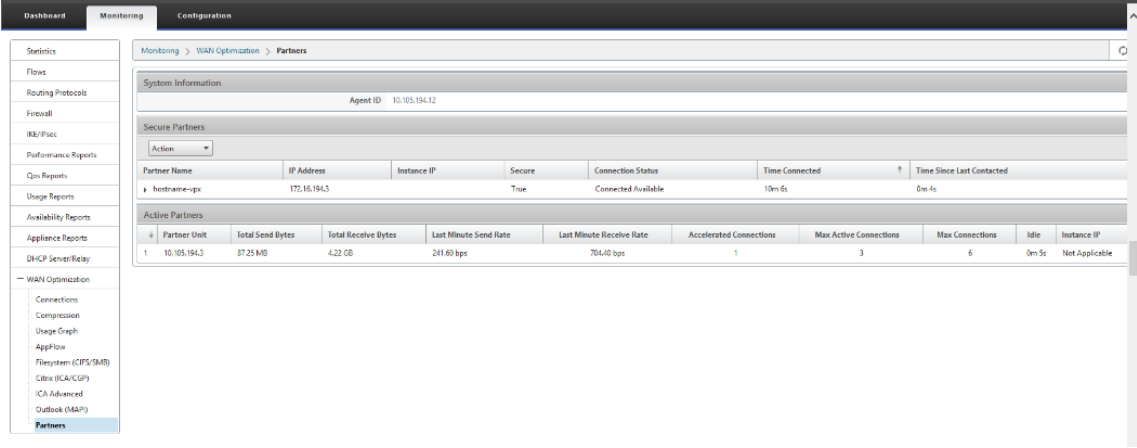 Dashboard Monitoring Configuration
Statistics
Flows
Routing Protocols
Firewall
IKE/IPsec
Performance Reports
Qos Reports
Usage Reports
Availability Reports
Appliance Reports
DHCP Server/Relay
WAN Optimization
Connections
Compression
Usage Graph
AppFlow
Filesystem (CIFS/SMB)
Citrix (ICA/CGP)
ICA Advanced
Outlook (MAPI)
Partners
Monitoring > WAN Optimization > Partners
System Information
Agent ID 10.105.194.12
Secure Partners
Action
Partner Name IP Address Instance IP Secure Connection Status Time Connected Time Since Last Contacted
hostname-vpx 172.16.194.3 True Connected Available 10m 6s 0m 4s
Active Partners
Partner Unit Total Send Bytes Total Receive Bytes Last Minute Send Rate Last Minute Receive Rate Accelerated Connections Max Active Connections Max Connections Idle Instance IP
1 10.105.194.3 87.25 MB 4.22 GB 241.60 bps 784.40 bps 1 3 6 0m 5s Not Applicable